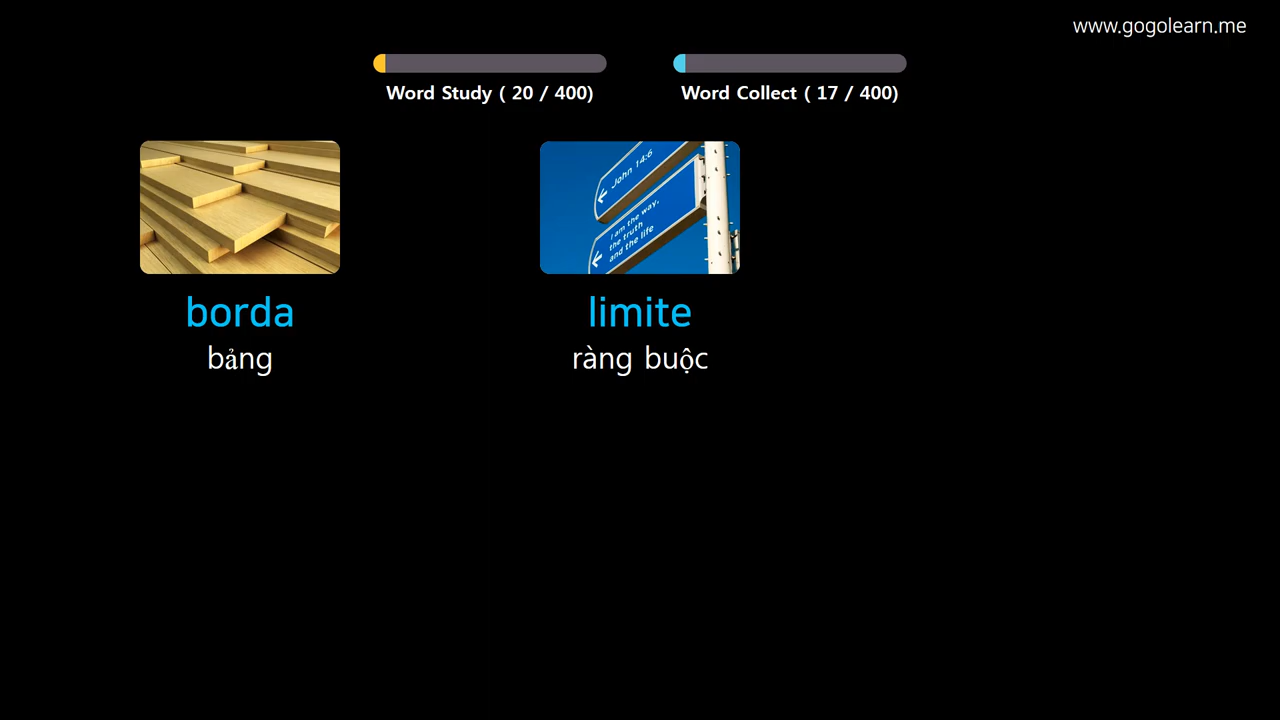 www.gogolearn.me
Word Study ( 20 / 400)
Word Collect ( 17 / 400)
John 14:6
I am the way,
the truth
and the life
borda
limite
bảng
ràng buộc